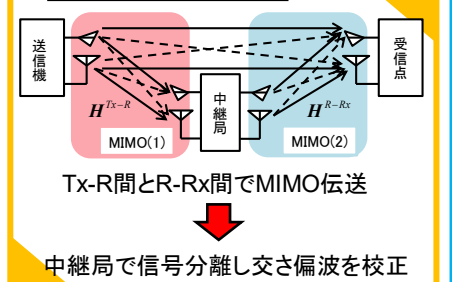 送信機
受信点
中継局
H^{Tx-R}
H^{R-Rx}
MIMO(1)
MIMO(2)
Tx-R間とR-Rx間でMIMO伝送
中継局で信号分離し交さ偏波を校正